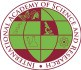 INTERNATIONAL ACADEMY OF SCIENCE AND RESEARCH